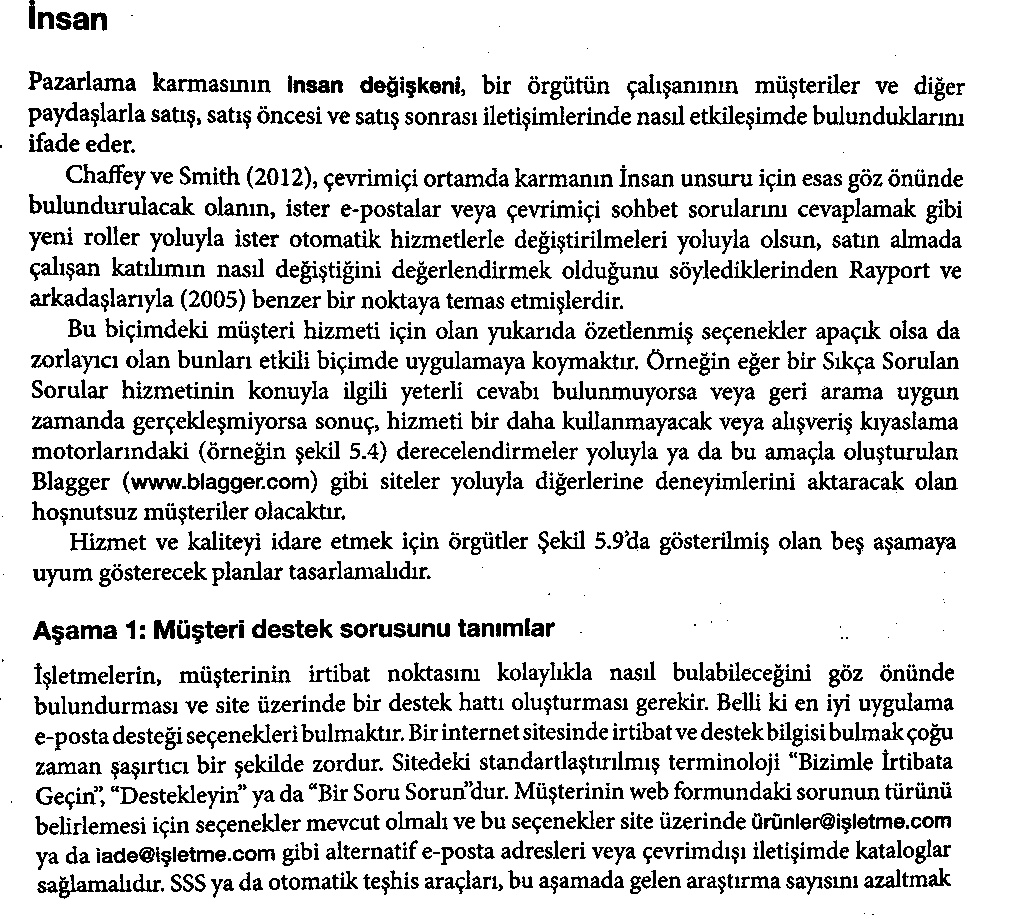 İnsan
Pazarlama karmasının İnsan değişkeni, bir örgütün çalışanının müşteriler ve diğer
paydaşlarla satış, satış öncesi ve satış sonrası iletişimlerinde nasıl etkileşimde bulunduklarını
ifade eder.
Chaffey ve Smith (2012), çevrimiçi ortamda karmanın İnsan unsuru için esas göz önünde
bulundurulacak olanın, ister e-postalar veya çevrimiçi sohbet sorularını cevaplamak gibi
yeni roller yoluyla ister otomatik hizmetlerle değiştirilmeleri yoluyla olsun, satın almada
çalışan katılımın nasıl değiştiğini değerlendirmek olduğunu söylediklerinden Rayport ve
arkadaşlarıyla (2005) benzer bir noktaya temas etmişlerdir.
Bu biçimdeki müşteri hizmeti için olan yukarıda özetlenmiş seçenekler apaçık olsa da
zorlayıcı olan bunları etkili biçimde uygulamaya koymaktır. Örneğin eğer bir Sıkça Sorulan
Sorular hizmetinin konuyla ilgili yeterli cevabı bulunmuyorsa veya geri arama uygun
zamanda gerçekleşmiyorsa sonuç, hizmeti bir daha kullanmayacak veya alışveriş kıyaslama
motorlarındaki (örneğin şekil 5.4) derecelendirmeler yoluyla ya da bu amaçla oluşturulan
Blagger (www.blagger.com) gibi siteler yoluyla diğerlerine deneyimlerini aktaracak olan
hoşnutsuz müşteriler olacaktır.
Hizmet ve kaliteyi idare etmek için örgütler Şekil 5.9'da gösterilmiş olan beş aşamaya
uyum gösterecek planlar tasarlamalıdır.
Aşama 1: Müşteri destek sorusunu tanımlar
İşletmelerin, müşterinin irtibat noktasını kolaylıkla nasıl bulabileceğini göz önünde
bulundurması ve site üzerinde bir destek hattı oluşturması gerekir. Belli ki en iyi uygulama
e-posta desteği seçenekleri bulmaktır. Bir internet sitesinde irtibat ve destek bilgisi bulmak çoğu
zaman şaşırtıcı bir şekilde zordur. Sitedeki standartlaştırılmış terminoloji “Bizimle İrtibata
Geçin”, “Destekleyin” ya da “Bir Soru Sorun”dur. Müşterinin web formundaki sorunun türünü
belirlemesi için seçenekler mevcut olmalı ve bu seçenekler site üzerinde ürünler@işletme.com
ya da iade@işletme.com gibi alternatif e-posta adresleri veya çevrimdışı iletişimde kataloglar
sağlamalıdır. SSS ya da otomatik teşhis araçları, bu aşamada gelen araştırma sayısını azaltmak